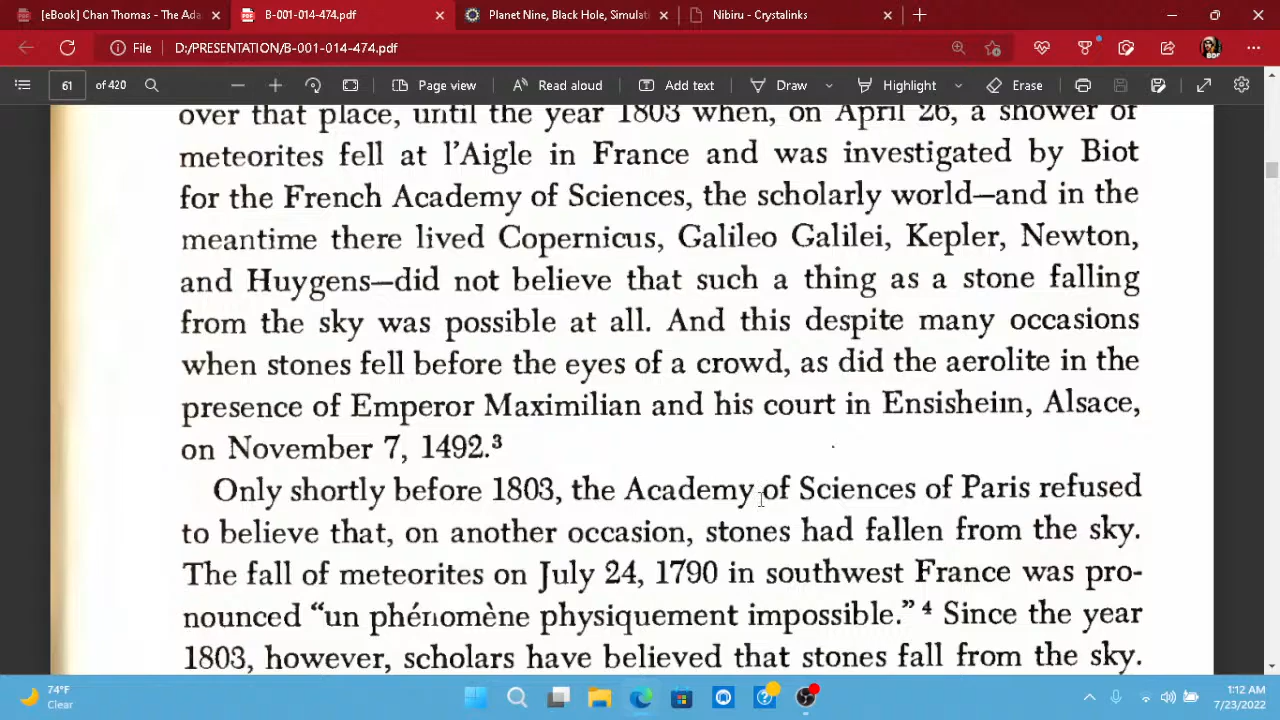 [eBook] Chan Thomas - The Ada
B-001-014-474.pdf
Planet Nine, Black Hole, Simulati
Nibiru - Crystalinks
File
D:/PRESENTATION/B-001-014-474.pdf
61 of 420
Page view
Read aloud
Add text
Draw
Highlight
Erase
over that place, until the year 1803 when, on April 26, a shower of
meteorites fell at l'Aigle in France and was investigated by Biot
for the French Academy of Sciences, the scholarly world—and in the
meantime there lived Copernicus, Galileo Galilei, Kepler, Newton,
and Huygens—did not believe that such a thing as a stone falling
from the sky was possible at all. And this despite many occasions
when stones fell before the eyes of a crowd, as did the aerolite in the
presence of Emperor Maximilian and his court in Ensisheim, Alsace,
on November 7, 1492.³
Only shortly before 1803, the Academy of Sciences of Paris refused
to believe that, on another occasion, stones had fallen from the sky.
The fall of meteorites on July 24, 1790 in southwest France was pro-
nounced "un phénomène physiquement impossible." ⁴ Since the year
1803, however, scholars have believed that stones fall from the sky.
74°F
Clear
1:12 AM
7/23/2022